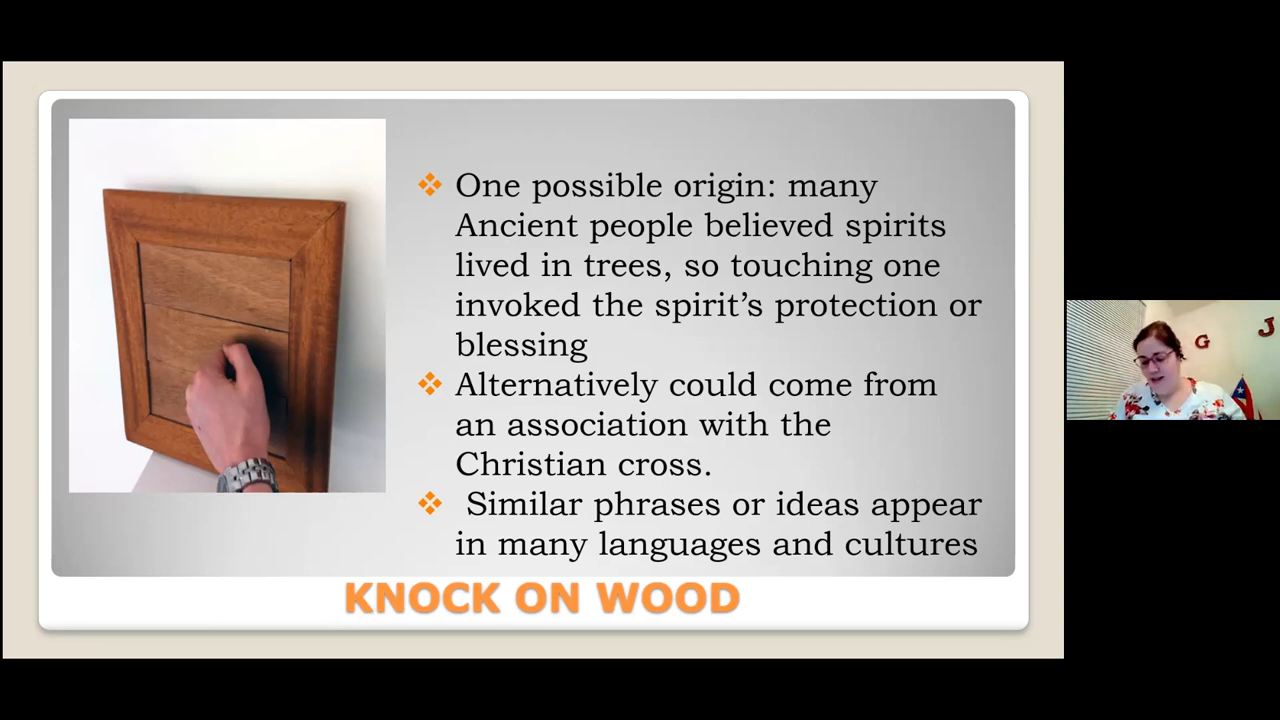 One possible origin: many
Ancient people believed spirits
lived in trees, so touching one
invoked the spirit’s protection or
blessing
Alternatively could come from
an association with the
Christian cross.
Similar phrases or ideas appear
in many languages and cultures
KNOCK ON WOOD
G J